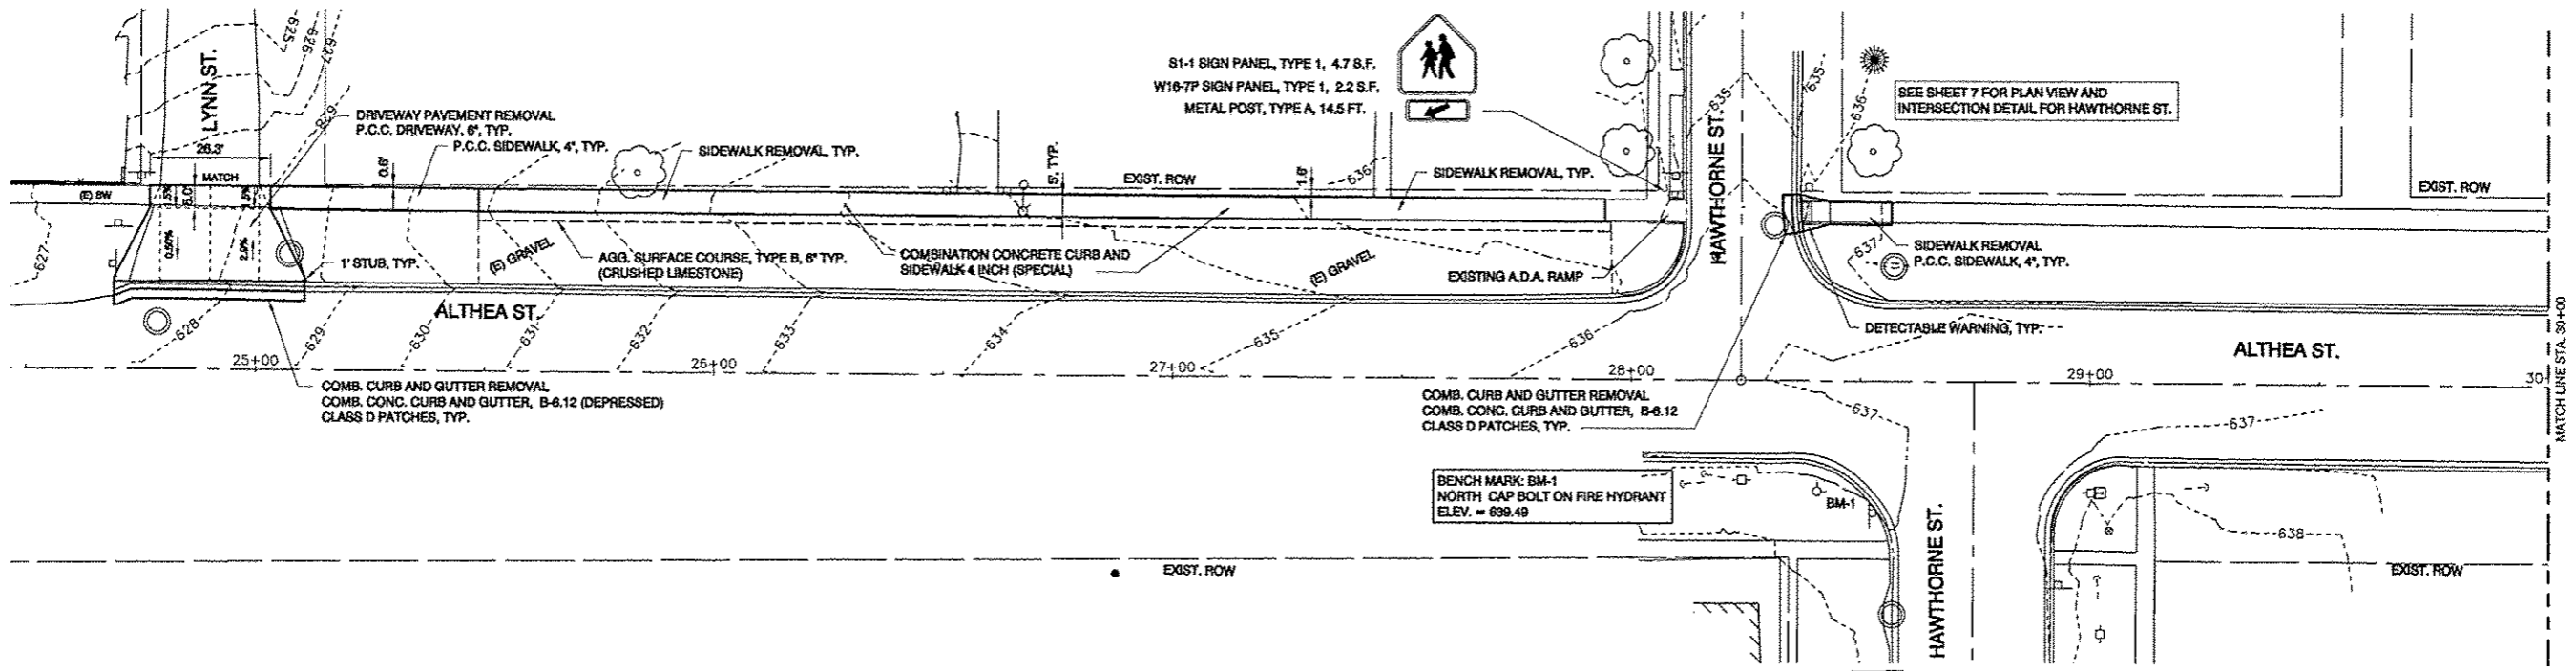 LYNN ST.
625
626
627
629
26.3'
MATCH
1.5%
5.0'
1.5%
0.50%
2.0%
(E) SW
627
DRIVEWAY PAVEMENT REMOVAL
P.C.C. DRIVEWAY, 6", TYP.
P.C.C. SIDEWALK, 4", TYP.
0.6'
SIDEWALK REMOVAL, TYP.
5', TYP.
EXIST. ROW
1.6'
636
SIDEWALK REMOVAL, TYP.
S1-1 SIGN PANEL, TYPE 1, 4.7 S.F.
W16-7P SIGN PANEL, TYPE 1, 2.2 S.F.
METAL POST, TYPE A, 14.5 FT.
HAWTHORNE ST.
635
635
636
SEE SHEET 7 FOR PLAN VIEW AND
INTERSECTION DETAIL FOR HAWTHORNE ST.
EXIST. ROW
1' STUB, TYP.
(E) GRAVEL
AGG. SURFACE COURSE, TYPE B, 6" TYP.
(CRUSHED LIMESTONE)
COMBINATION CONCRETE CURB AND
SIDEWALK 4 INCH (SPECIAL)
(E) GRAVEL
EXISTING A.D.A. RAMP
637
SIDEWALK REMOVAL
P.C.C. SIDEWALK, 4", TYP.
DETECTABLE WARNING, TYP.
ALTHEA ST.
628
629
630
631
632
633
634
635
636
ALTHEA ST.
25+00
26+00
27+00
28+00
29+00
30
MATCH LINE STA. 30+00
COMB. CURB AND GUTTER REMOVAL
COMB. CONC. CURB AND GUTTER, B-6.12 (DEPRESSED)
CLASS D PATCHES, TYP.
COMB. CURB AND GUTTER REMOVAL
COMB. CONC. CURB AND GUTTER, B-6.12
CLASS D PATCHES, TYP.
637
637
BENCH MARK: BM-1
NORTH CAP BOLT ON FIRE HYDRANT
ELEV. = 639.49
BM-1
HAWTHORNE ST.
638
EXIST. ROW
EXIST. ROW